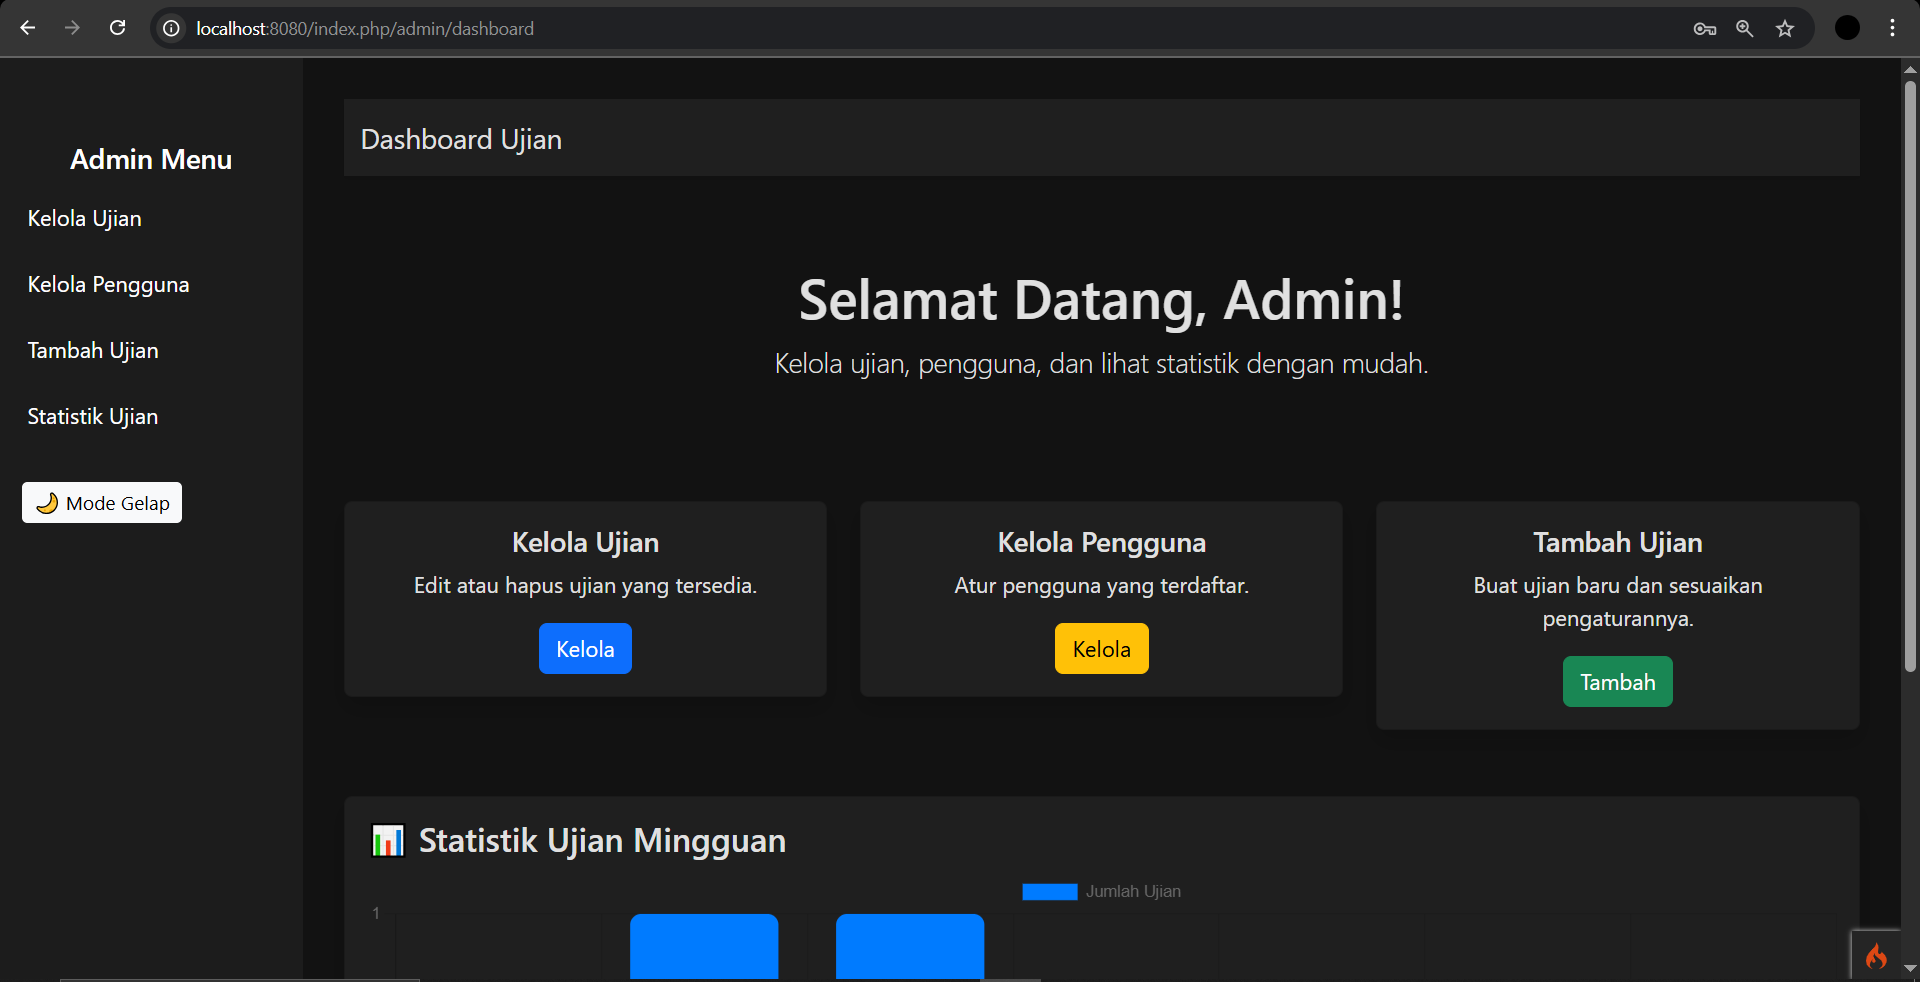 localhost:8080/index.php/admin/dashboard
Admin Menu
Kelola Ujian
Kelola Pengguna
Tambah Ujian
Statistik Ujian
🌙 Mode Gelap
Dashboard Ujian
Selamat Datang, Admin!
Kelola ujian, pengguna, dan lihat statistik dengan mudah.
Kelola Ujian
Edit atau hapus ujian yang tersedia.
Kelola
Kelola Pengguna
Atur pengguna yang terdaftar.
Kelola
Tambah Ujian
Buat ujian baru dan sesuaikan
pengaturannya.
Tambah
📊 Statistik Ujian Mingguan
Jumlah Ujian
1